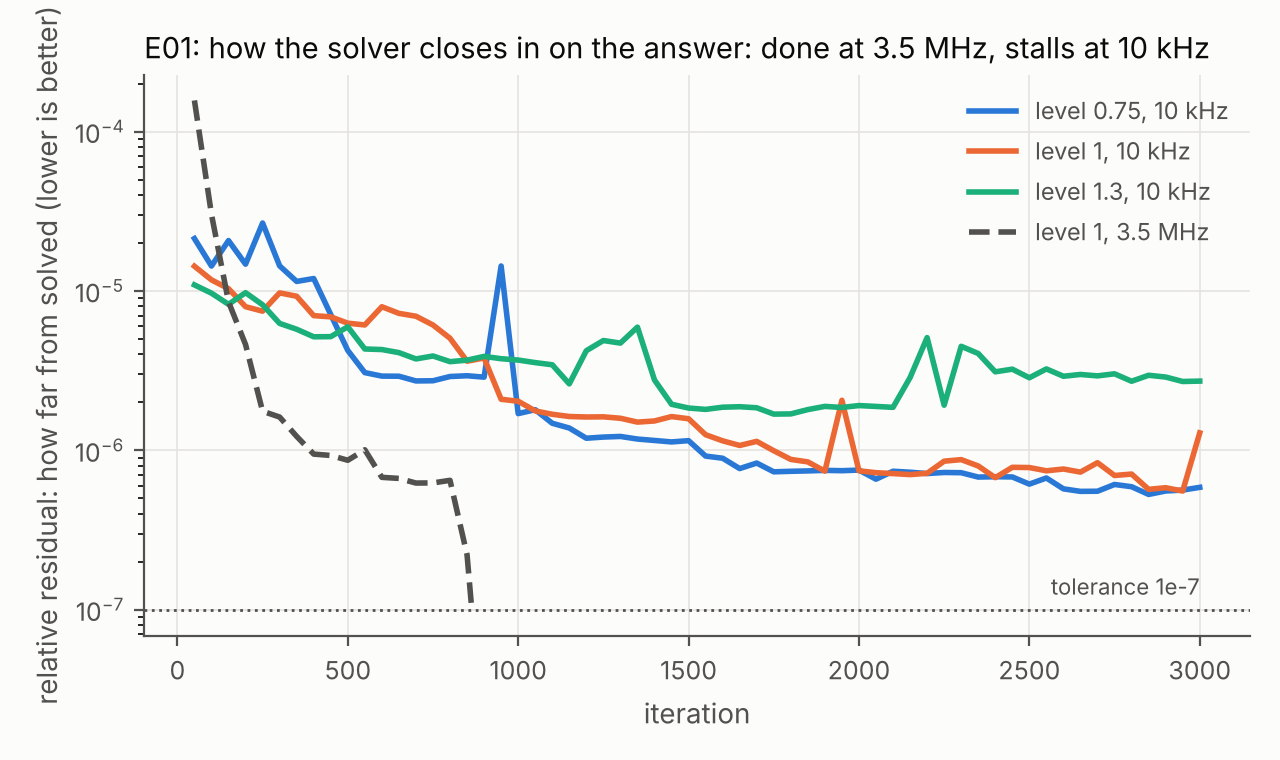 E01: how the solver closes in on the answer: done at 3.5 MHz, stalls at 10 kHz
relative residual: how far from solved (lower is better)
10⁻⁴
10⁻⁵
10⁻⁶
10⁻⁷
level 0.75, 10 kHz
level 1, 10 kHz
level 1.3, 10 kHz
level 1, 3.5 MHz
tolerance 1e-7
0 500 1000 1500 2000 2500 3000
iteration